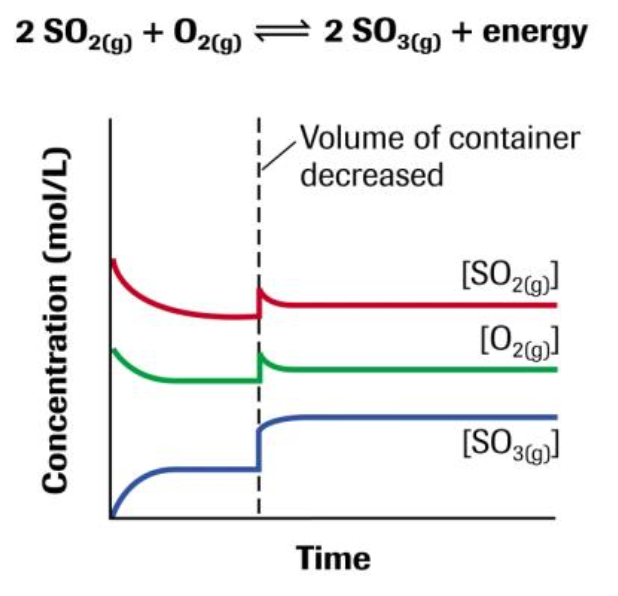 2 SO₂(g) + O₂(g) ⇌ 2 SO₃(g) + energy
Volume of container
decreased
Concentration (mol/L)
[SO₂(g)]
[O₂(g)]
[SO₃(g)]
Time